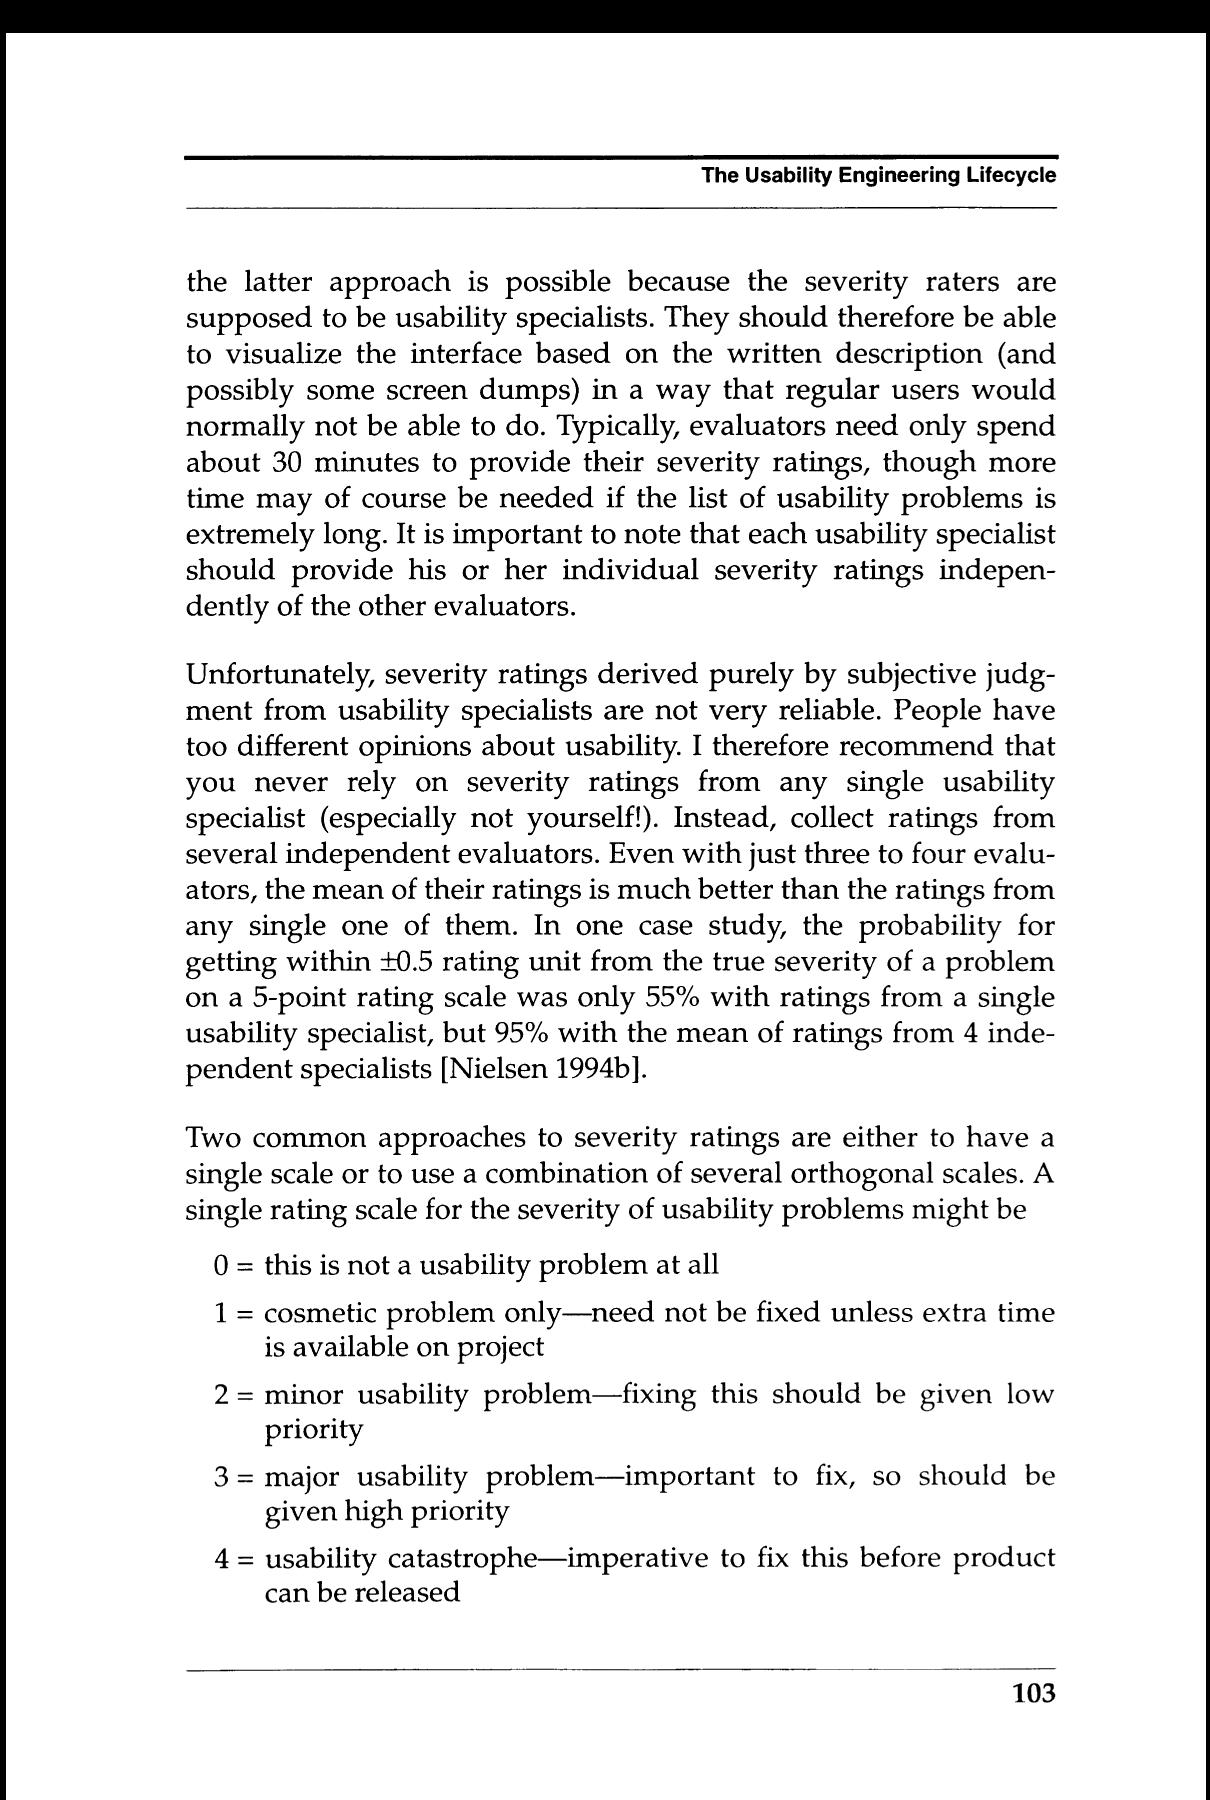 The Usability Engineering Lifecycle
the latter approach is possible because the severity raters are
supposed to be usability specialists. They should therefore be able
to visualize the interface based on the written description (and
possibly some screen dumps) in a way that regular users would
normally not be able to do. Typically, evaluators need only spend
about 30 minutes to provide their severity ratings, though more
time may of course be needed if the list of usability problems is
extremely long. It is important to note that each usability specialist
should provide his or her individual severity ratings indepen-
dently of the other evaluators.
Unfortunately, severity ratings derived purely by subjective judg-
ment from usability specialists are not very reliable. People have
too different opinions about usability. I therefore recommend that
you never rely on severity ratings from any single usability
specialist (especially not yourself!). Instead, collect ratings from
several independent evaluators. Even with just three to four evalu-
ators, the mean of their ratings is much better than the ratings from
any single one of them. In one case study, the probability for
getting within ±0.5 rating unit from the true severity of a problem
on a 5-point rating scale was only 55% with ratings from a single
usability specialist, but 95% with the mean of ratings from 4 inde-
pendent specialists [Nielsen 1994b].
Two common approaches to severity ratings are either to have a
single scale or to use a combination of several orthogonal scales. A
single rating scale for the severity of usability problems might be
0 = this is not a usability problem at all
1 = cosmetic problem only—need not be fixed unless extra time
is available on project
2 = minor usability problem—fixing this should be given low
priority
3 = major usability problem—important to fix, so should be
given high priority
4 = usability catastrophe—imperative to fix this before product
can be released
103